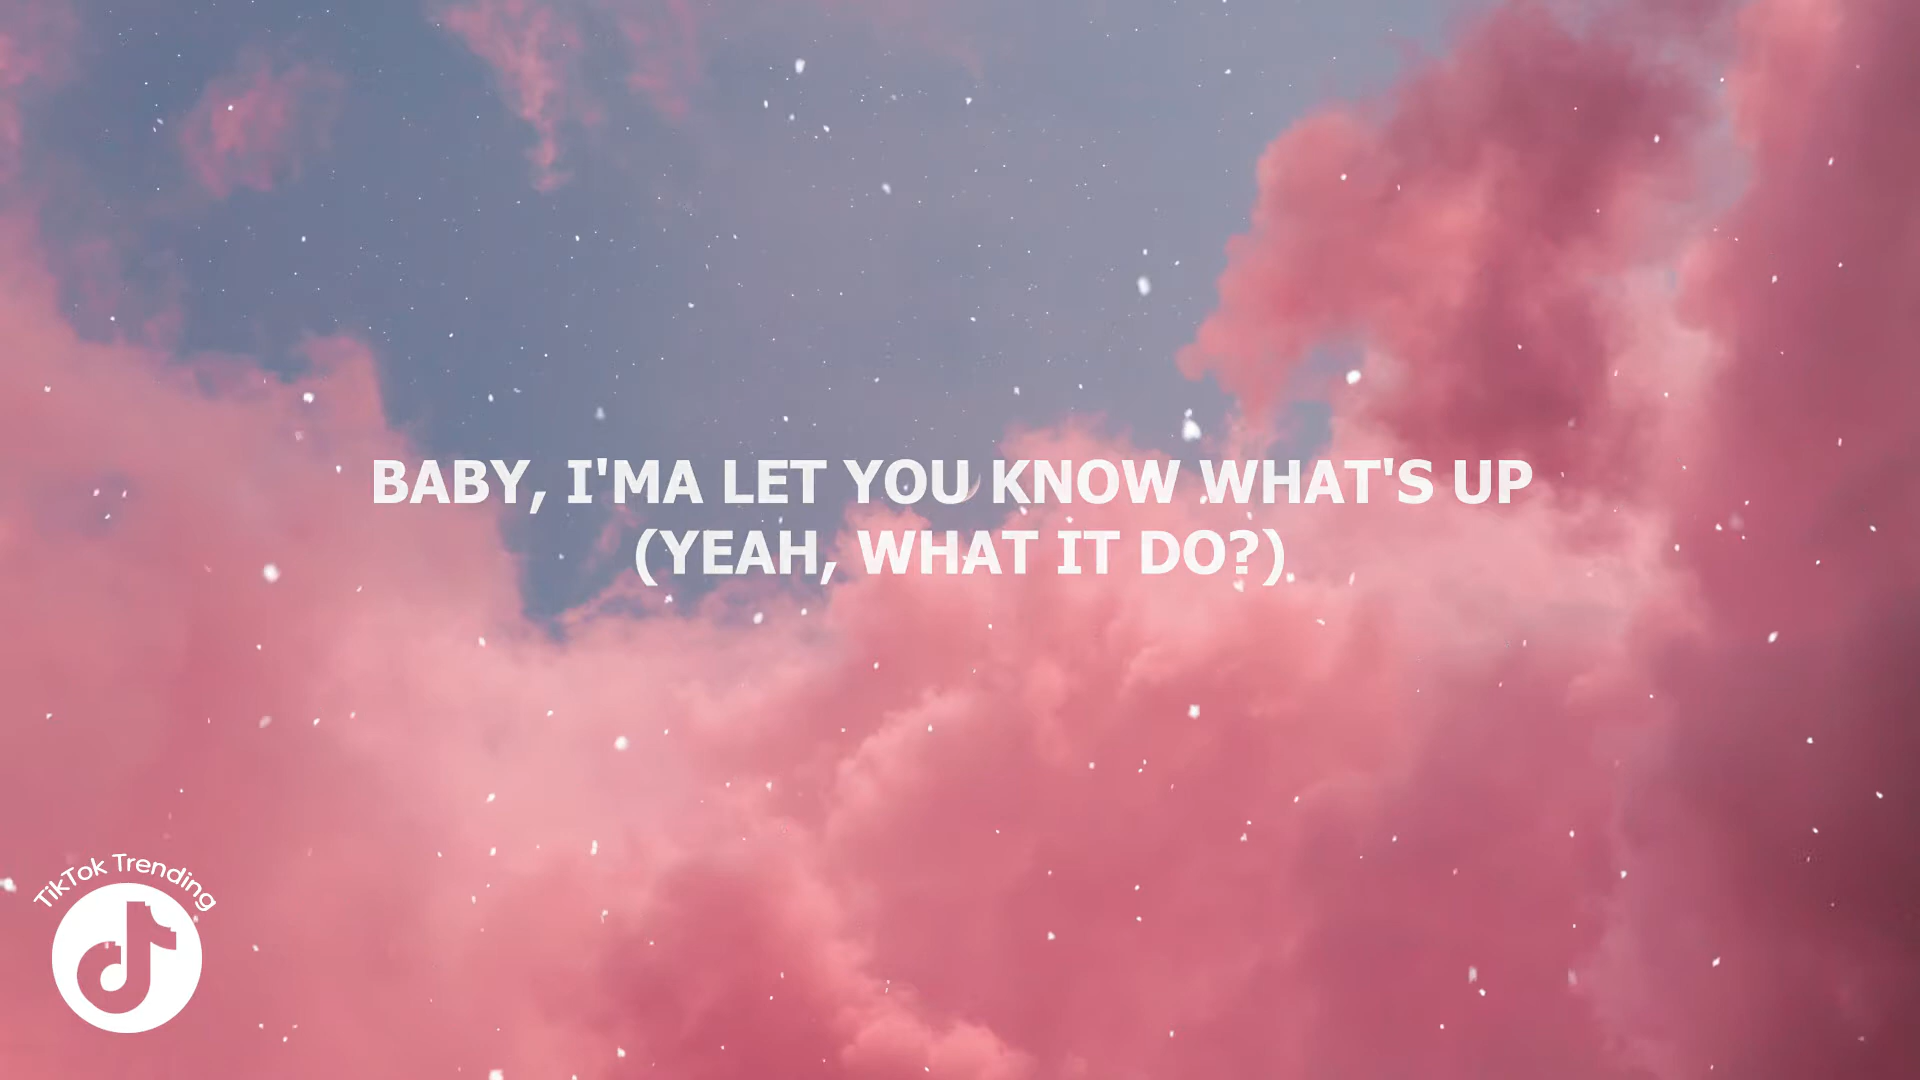 BABY, I'MA LET YOU KNOW WHAT'S UP
(YEAH, WHAT IT DO?)
TikTok Trending